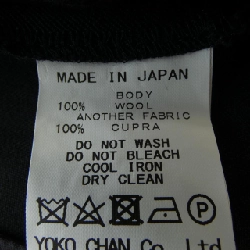 MADE IN JAPAN
BODY
100% WOOL
ANOTHER FABRIC
100% CUPRA
DO NOT WASH
DO NOT BLEACH
COOL IRON
DRY CLEAN
P
YOKO CHAN Co., Ltd